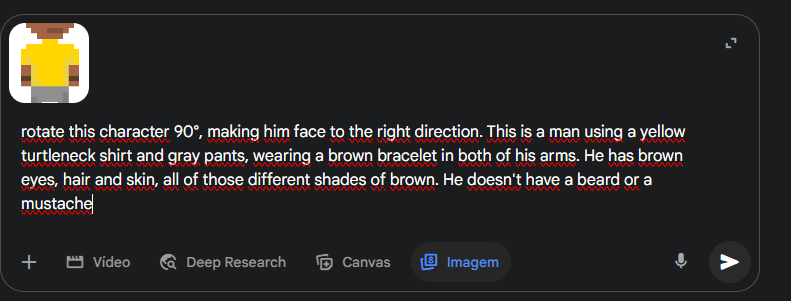 rotate this character 90°, making him face to the right direction. This is a man using a yellow
turtleneck shirt and gray pants, wearing a brown bracelet in both of his arms. He has brown
eyes, hair and skin, all of those different shades of brown. He doesn't have a beard or a
mustache
Vídeo Deep Research Canvas Imagem